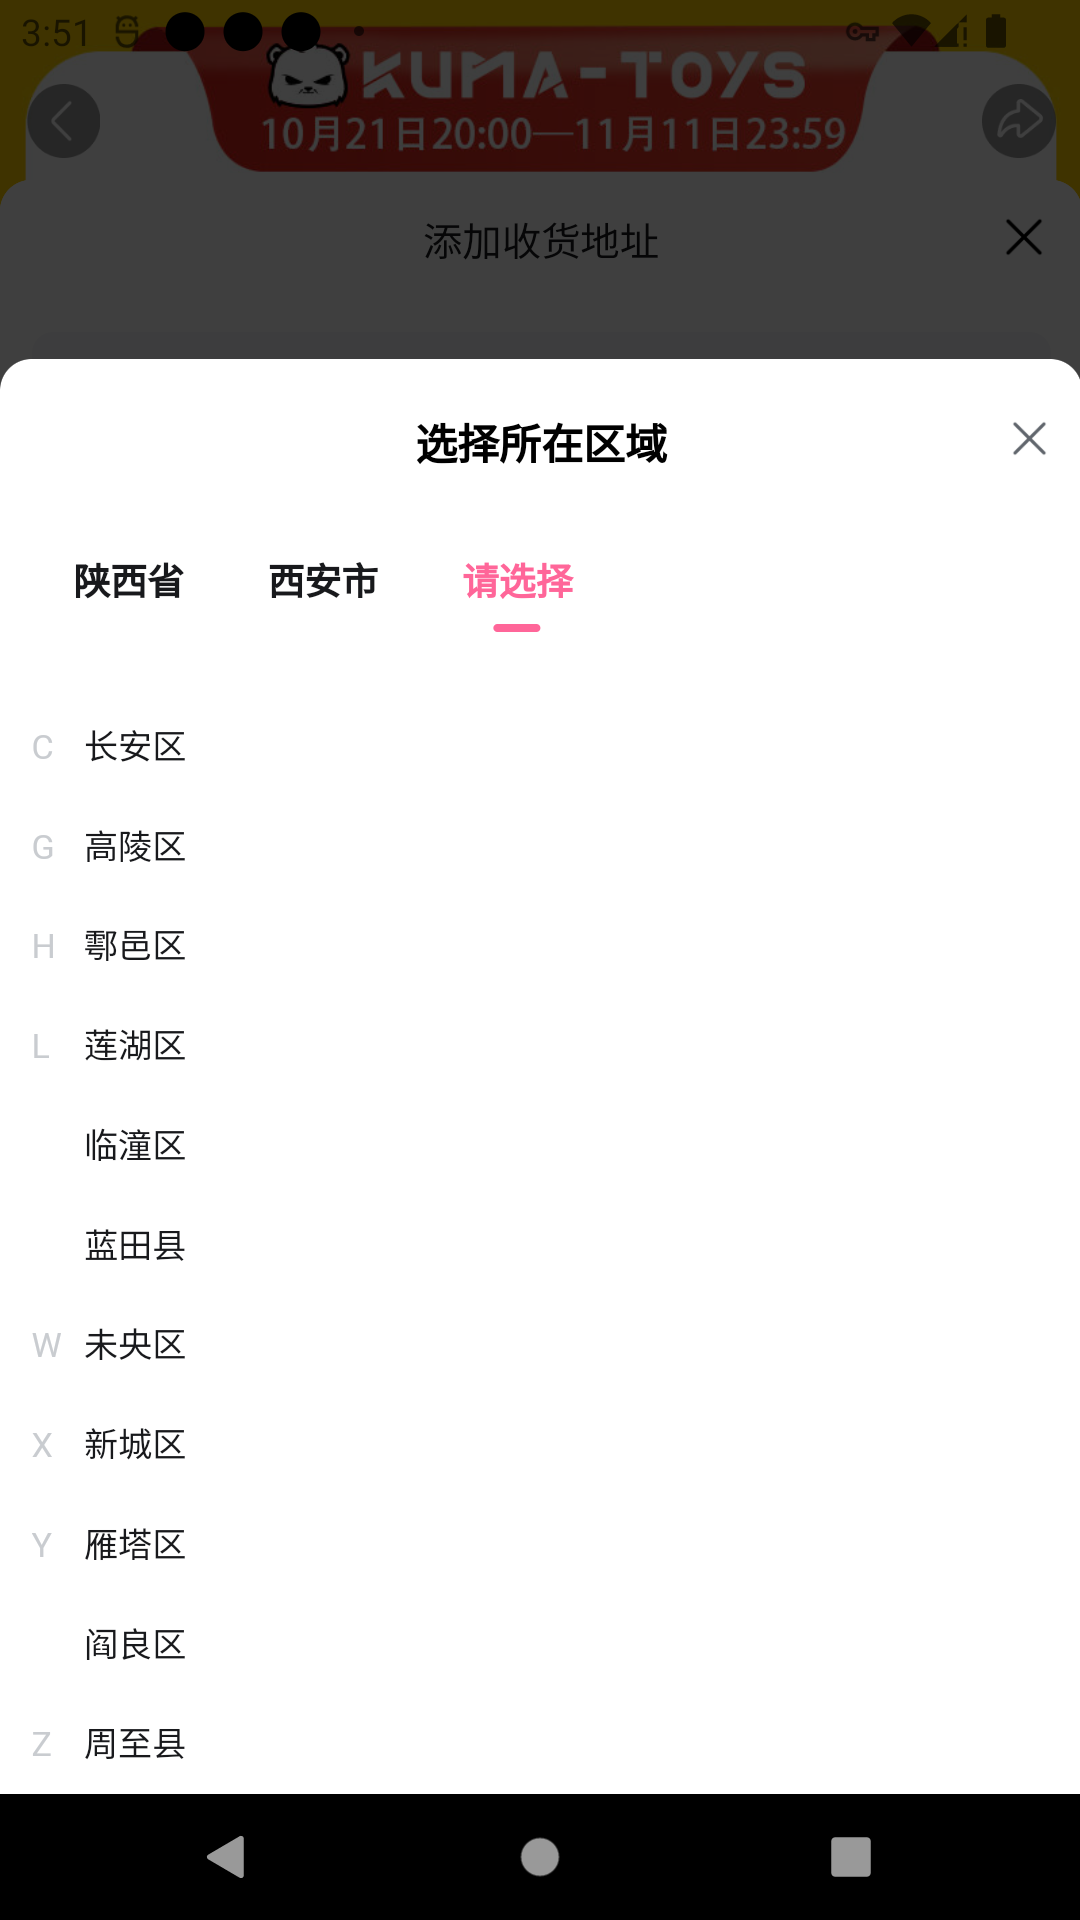 3:51
KUMA-TOYS
10月21日20:00—11月11日23:59
添加收货地址
选择所在区域
陕西省 西安市 请选择
C 长安区
G 高陵区
H 鄠邑区
L 莲湖区
临潼区
蓝田县
W 未央区
X 新城区
Y 雁塔区
阎良区
Z 周至县